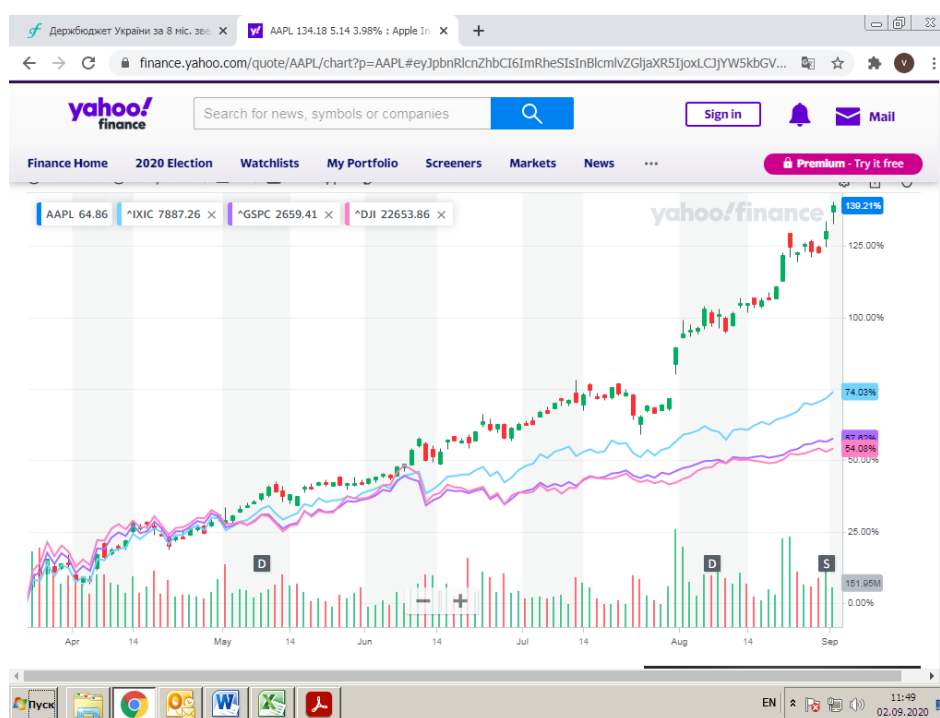 Держбюджет України за 8 міс. зве
AAPL 134.18 5.14 3.98% : Apple In
finance.yahoo.com/quote/AAPL/chart?p=AAPL#eyJpbnRlcnZhbCI6ImRheSIsInBlcmlvZGljaXR5IjoxLCJjYW5kbGV...
V
yahoo!
finance
Search for news, symbols or companies
Sign in
Mail
Finance Home 2020 Election Watchlists My Portfolio Screeners Markets News ...
Premium - Try it free
AAPL 64.86 ^IXIC 7887.26 ^GSPC 2659.41 ^DJI 22653.86
yahoo!finance
139.21%
125.00%
100.00%
74.03%
57.62%
54.08%
50.00%
25.00%
D D S
151.95M
0.00%
Apr 14 May 14 Jun 14 Jul 14 Aug 14 Sep
Пуск
EN
11:49
02.09.2020